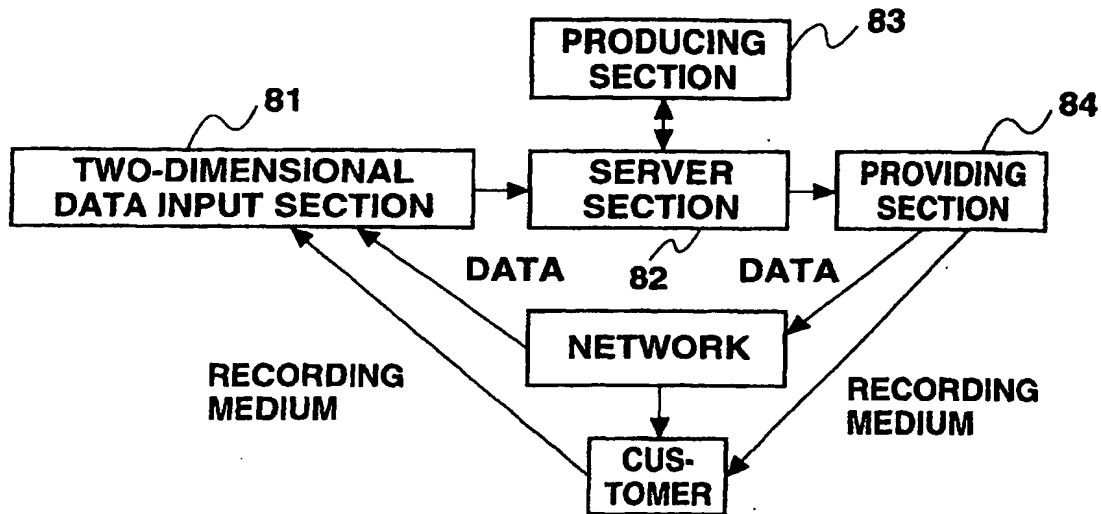 PRODUCING
SECTION
83
81
84
TWO-DIMENSIONAL
DATA INPUT SECTION
SERVER
SECTION
PROVIDING
SECTION
82
DATA
DATA
NETWORK
RECORDING
MEDIUM
RECORDING
MEDIUM
CUS-
TOMER